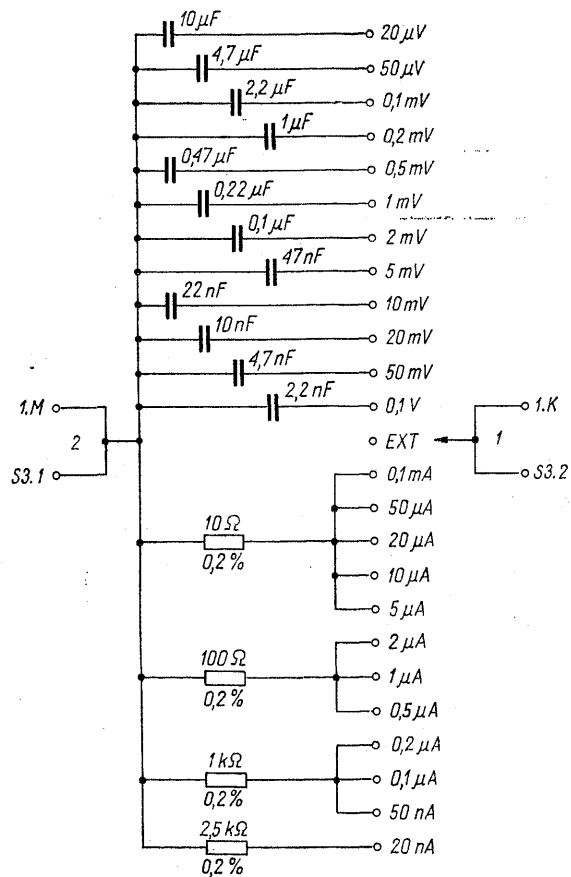 10 μF
20 μV
4,7 μF
50 μV
2,2 μF
0,1 mV
1 μF
0,2 mV
0,47 μF
0,5 mV
0,22 μF
1 mV
0,1 μF
2 mV
47 nF
5 mV
22 nF
10 mV
10 nF
20 mV
4,7 nF
50 mV
2,2 nF
0,1 V
1.M
2
S3.1
EXT
1.K
1
S3.2
0,1 mA
50 μA
10 Ω
0,2 %
20 μA
10 μA
5 μA
2 μA
100 Ω
0,2 %
1 μA
0,5 μA
0,2 μA
1 kΩ
0,2 %
0,1 μA
50 nA
2,5 kΩ
0,2 %
20 nA